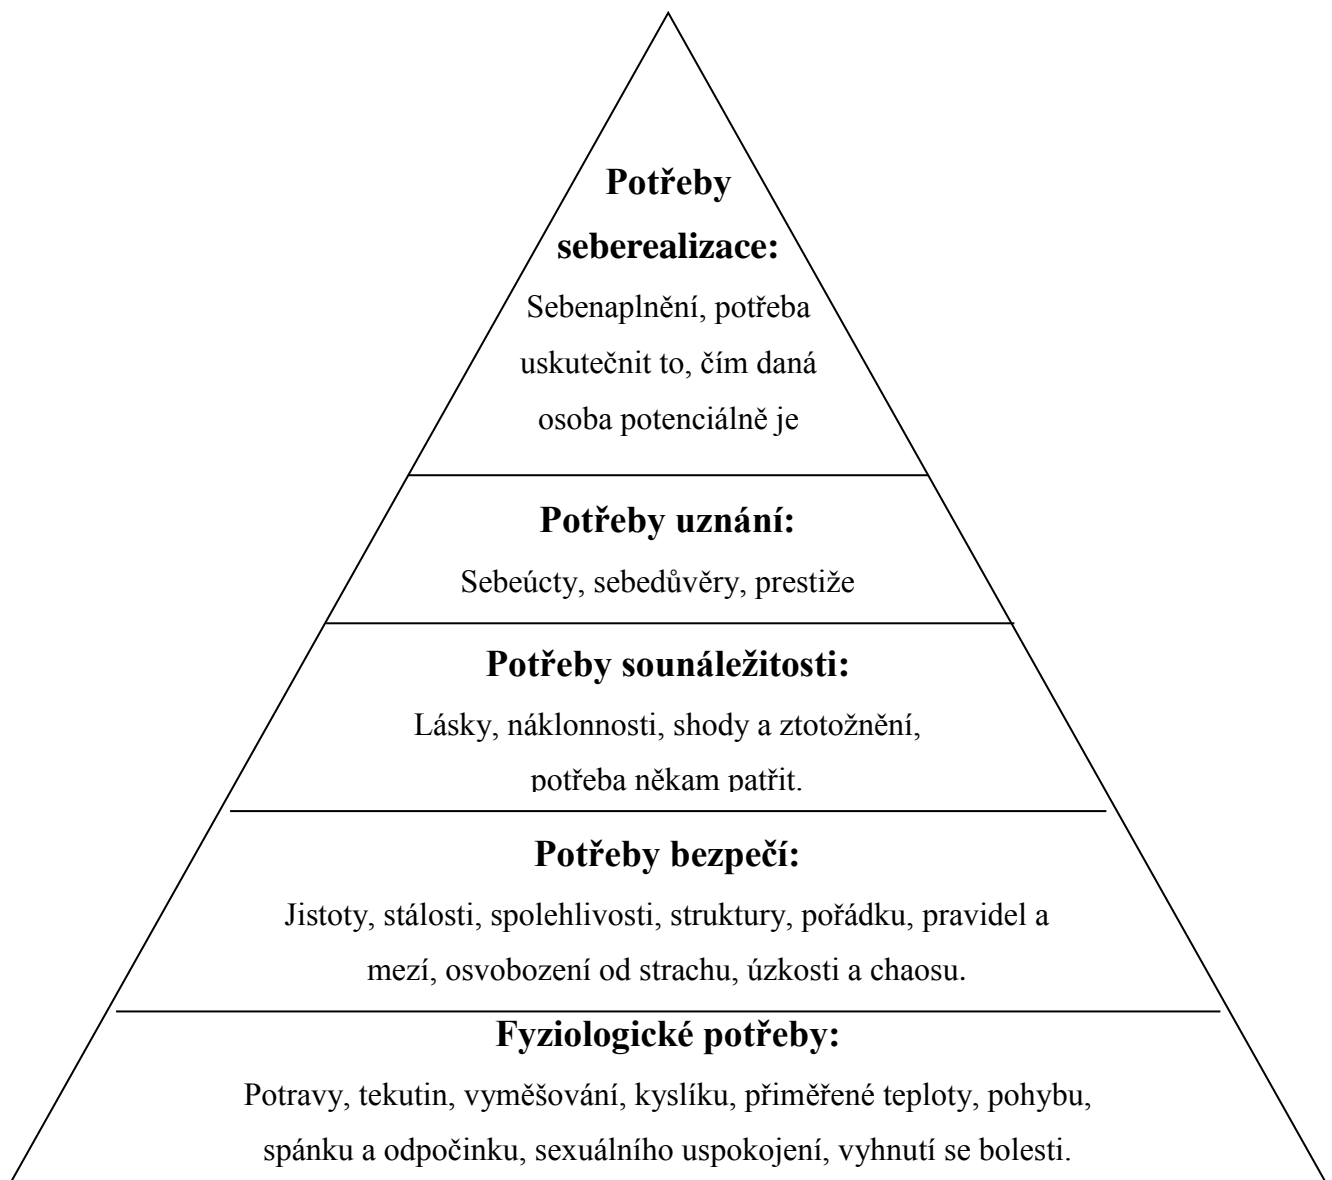 Potřeby
seberealizace:
Sebenaplnění, potřeba
uskutečnit to, čím daná
osoba potenciálně je
Potřeby uznání:
Sebeúcty, sebedůvěry, prestiže
Potřeby sounáležitosti:
Lásky, náklonnosti, shody a ztotožnění,
potřeba někam patřit.
Potřeby bezpečí:
Jistoty, stálosti, spolehlivosti, struktury, pořádku, pravidel a
mezí, osvobození od strachu, úzkosti a chaosu.
Fyziologické potřeby:
Potravy, tekutin, vyměšování, kyslíku, přiměřené teploty, pohybu,
spánku a odpočinku, sexuálního uspokojení, vyhnutí se bolesti.